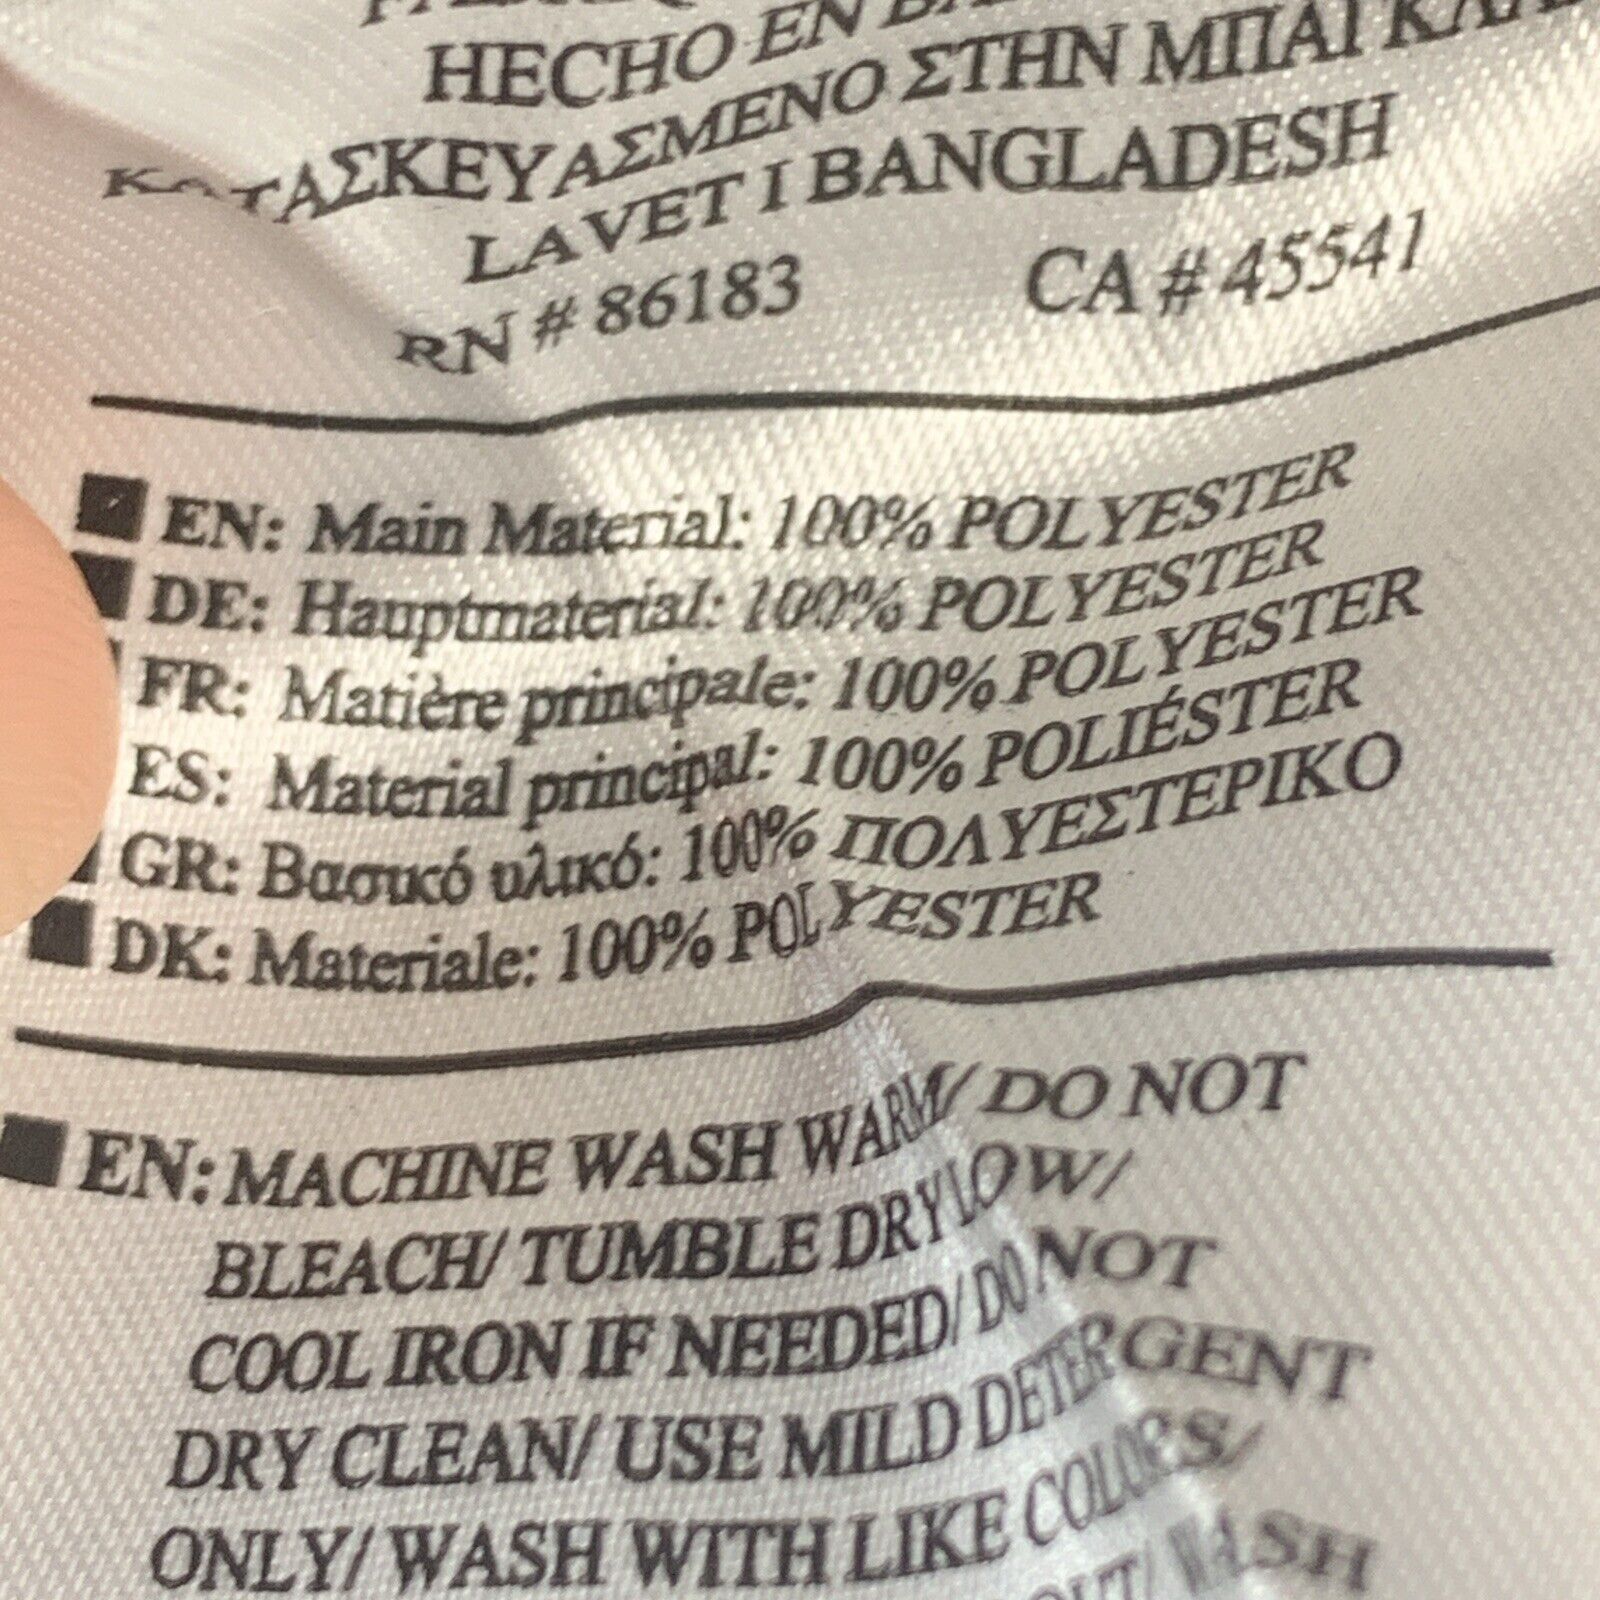 HECHO EN
ΚΑΤΑΣΚΕΥΑΣΜΕΝΟ ΣΤΗΝ
LAVET I BANGLADESH
RN # 86183 CA # 45541
EN: Main Material: 100% POLYESTER
DE: Hauptmaterial: 100% POLYESTER
FR: Matière principale: 100% POLYESTER
ES: Material principal: 100% POLIÉSTER
GR: Βασικό υλικό: 100% ΠΟΛΥΕΣΤΕΡΙΚΟ
DK: Materiale: 100% POLYESTER
EN: MACHINE WASH WARM/ DO NOT
BLEACH/ TUMBLE DRY LOW/
COOL IRON IF NEEDED/ DO NOT
DRY CLEAN/ USE MILD DETERGENT
ONLY/ WASH WITH LIKE COLORS/
WASH